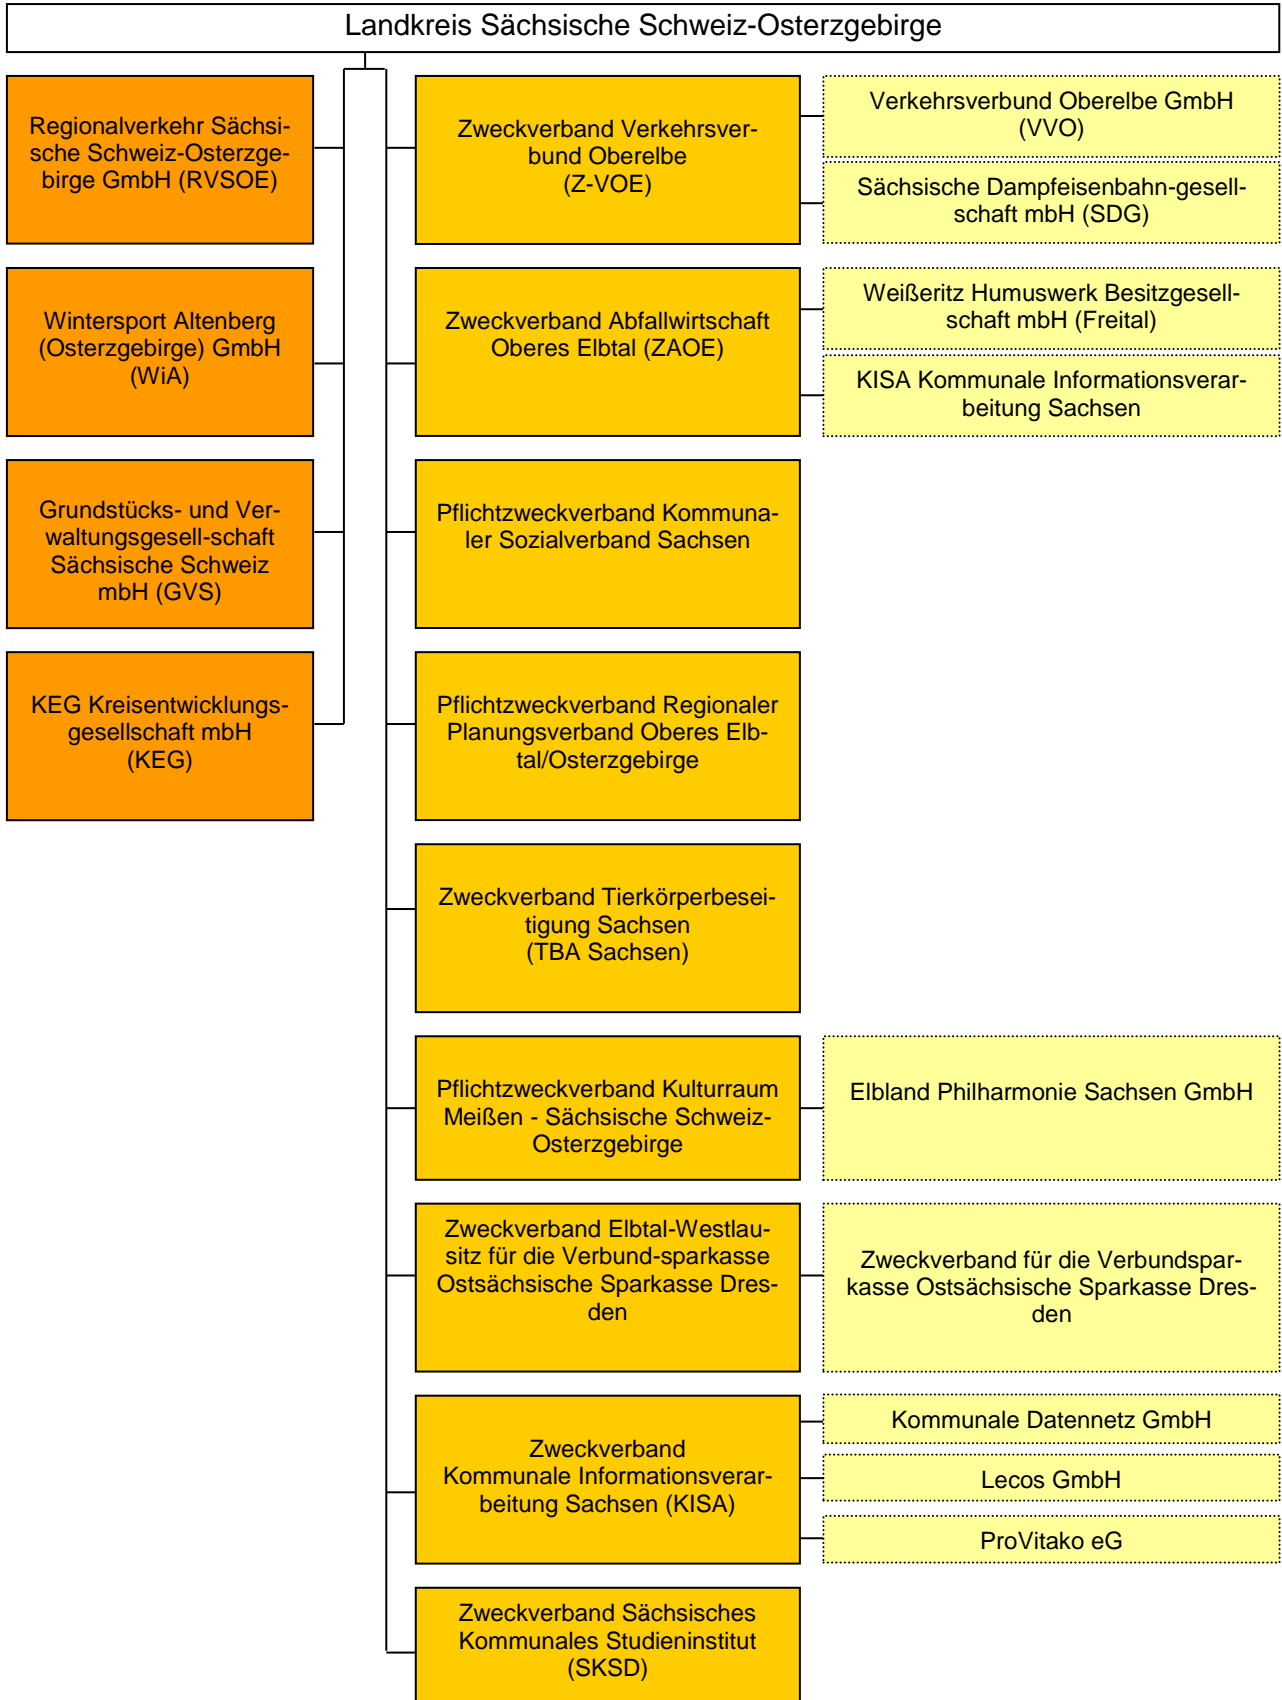 Landkreis Sächsische Schweiz-Osterzgebirge
Regionalverkehr Sächsi-
sche Schweiz-Osterzge-
birge GmbH (RVSOE)
Wintersport Altenberg
(Osterzgebirge) GmbH
(WiA)
Grundstücks- und Ver-
waltungsgesell-schaft
Sächsische Schweiz
mbH (GVS)
KEG Kreisentwicklungs-
gesellschaft mbH
(KEG)
Zweckverband Verkehrsver-
bund Oberelbe
(Z-VOE)
Verkehrsverbund Oberelbe GmbH
(VVO)
Sächsische Dampfeisenbahn-gesell-
schaft mbH (SDG)
Zweckverband Abfallwirtschaft
Oberes Elbtal (ZAOE)
Weißeritz Humuswerk Besitzgesell-
schaft mbH (Freital)
KISA Kommunale Informationsverar-
beitung Sachsen
Pflichtzweckverband Kommuna-
ler Sozialverband Sachsen
Pflichtzweckverband Regionaler
Planungsverband Oberes Elb-
tal/Osterzgebirge
Zweckverband Tierkörperbesei-
tigung Sachsen
(TBA Sachsen)
Pflichtzweckverband Kulturraum
Meißen - Sächsische Schweiz-
Osterzgebirge
Elbland Philharmonie Sachsen GmbH
Zweckverband Elbtal-Westlau-
sitz für die Verbund-sparkasse
Ostsächsische Sparkasse Dres-
den
Zweckverband für die Verbundspar-
kasse Ostsächsische Sparkasse Dres-
den
Zweckverband
Kommunale Informationsverar-
beitung Sachsen (KISA)
Kommunale Datennetz GmbH
Lecos GmbH
ProVitako eG
Zweckverband Sächsisches
Kommunales Studieninstitut
(SKSD)